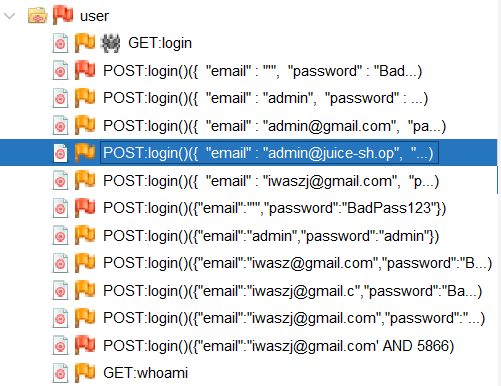 user
GET:login
POST:login()({ "email" : """, "password" : "Bad...)
POST:login()({ "email" : "admin", "password" : ...)
POST:login()({ "email" : "admin@gmail.com", "pa...)
POST:login()({ "email" : "admin@juice-sh.op", "...)
POST:login()({ "email" : "iwaszj@gmail.com", "p...)
POST:login()({"email":"'","password":"BadPass123"})
POST:login()({"email":"admin","password":"admin"})
POST:login()({"email":"iwasz@gmail.com","password":"B...)
POST:login()({"email":"iwaszj@gmail.c","password":"Ba...)
POST:login()({"email":"iwaszj@gmail.com","password":"...)
POST:login()({"email":"iwaszj@gmail.com' AND 5866)
GET:whoami